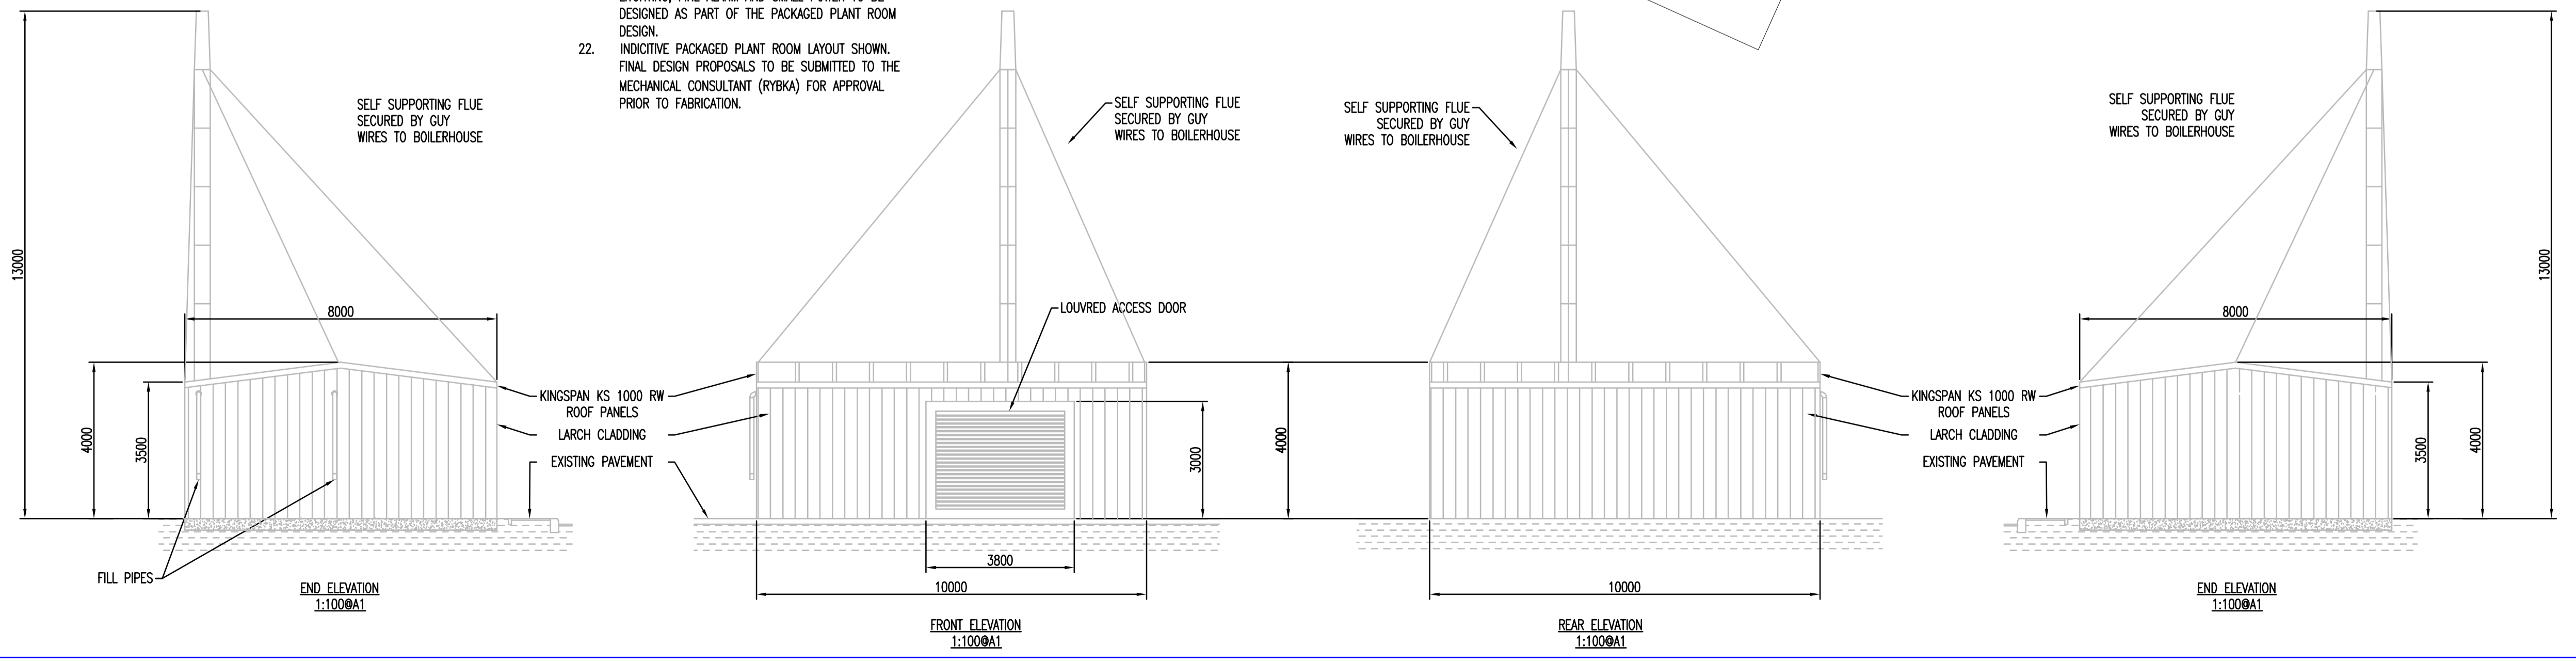 DESIGNED AS PART OF THE PACKAGED PLANT ROOM
DESIGN.
22. INDICITIVE PACKAGED PLANT ROOM LAYOUT SHOWN.
FINAL DESIGN PROPOSALS TO BE SUBMITTED TO THE
MECHANICAL CONSULTANT (RYBKA) FOR APPROVAL
PRIOR TO FABRICATION.
13000
SELF SUPPORTING FLUE
SECURED BY GUY
WIRES TO BOILERHOUSE
8000
4000
3500
FILL PIPES
END ELEVATION
1:100@A1
KINGSPAN KS 1000 RW
ROOF PANELS
LARCH CLADDING
EXISTING PAVEMENT
SELF SUPPORTING FLUE
SECURED BY GUY
WIRES TO BOILERHOUSE
LOUVRED ACCESS DOOR
3000
4000
3800
10000
FRONT ELEVATION
1:100@A1
SELF SUPPORTING FLUE
SECURED BY GUY
WIRES TO BOILERHOUSE
10000
REAR ELEVATION
1:100@A1
KINGSPAN KS 1000 RW
ROOF PANELS
LARCH CLADDING
EXISTING PAVEMENT
SELF SUPPORTING FLUE
SECURED BY GUY
WIRES TO BOILERHOUSE
8000
3500
4000
13000
END ELEVATION
1:100@A1